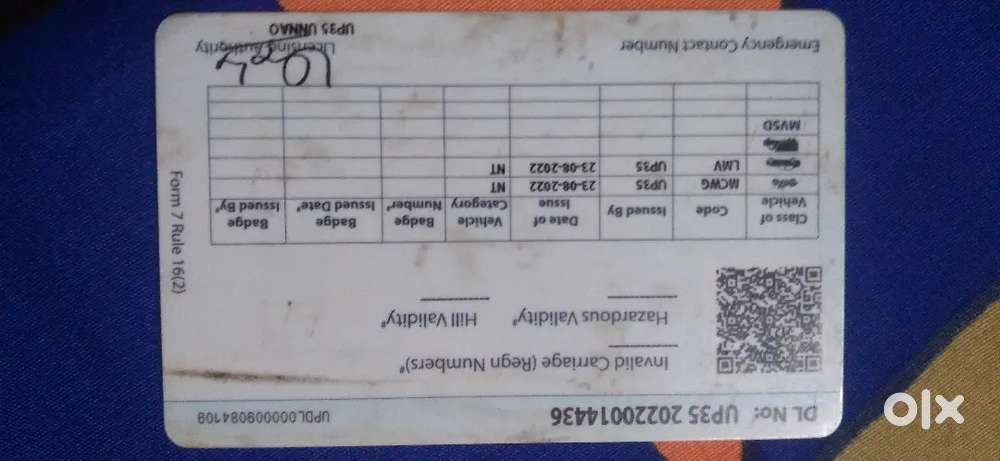 DL No: UP35 20220014436 UPDL000009084109
Invalid Carriage (Regn Numbers)#
Hazardous Validity# Hill Validity#
Form 7 Rule 16(2)
Class of Vehicle Code Issued By Date of Issue Vehicle Category Badge Number# Badge Issued Date# Badge Issued By#
MCWG UP35 23-08-2022 NT
LMV UP35 23-08-2022 NT
MVSD
Emergency Contact Number Licensing Authority
UP35 UNNAO
olx